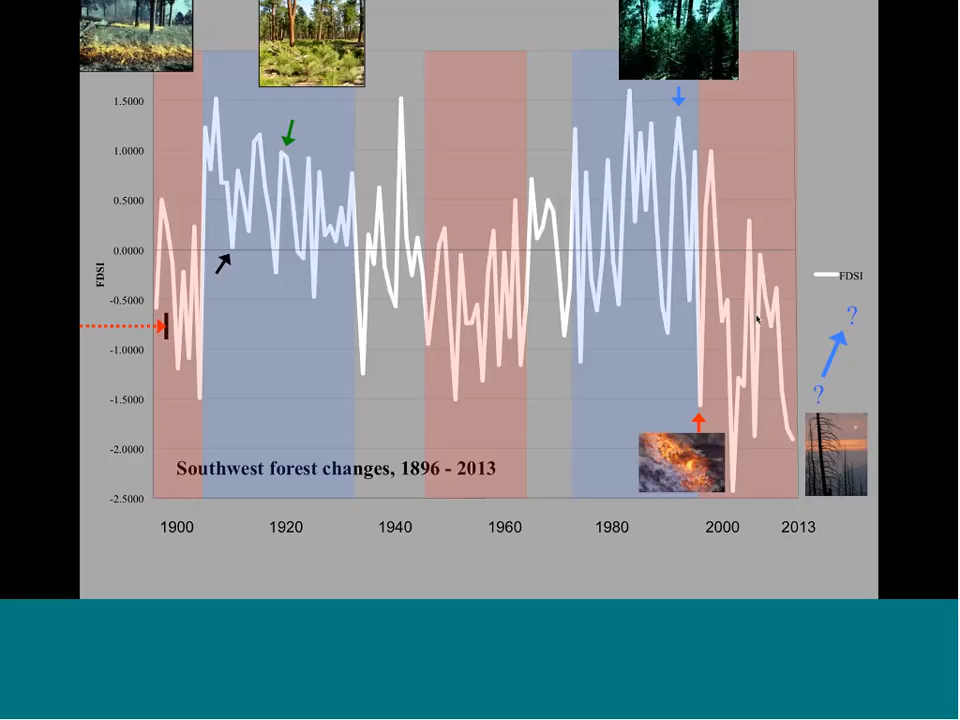 1.5000
1.0000
0.5000
0.0000
-0.5000
-1.0000
-1.5000
-2.0000
-2.5000
FDSI
FDSI
?
?
Southwest forest changes, 1896 - 2013
1900 1920 1940 1960 1980 2000 2013